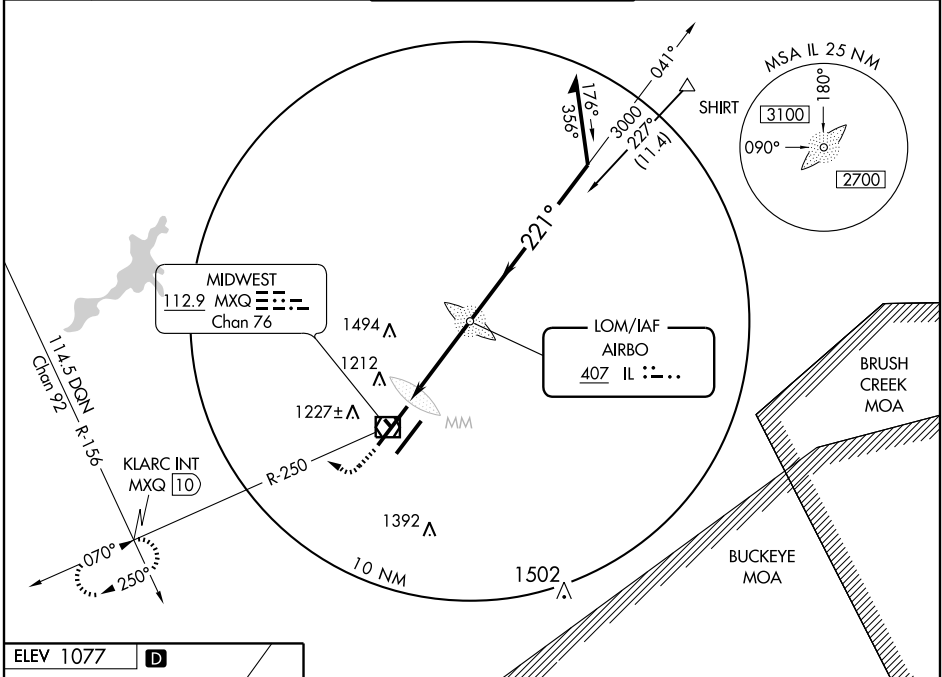 MSA IL 25 NM
180°
3100
090°
2700
041°
3000
227°
(11.4)
SHIRT
176°
356°
221°
MIDWEST
112.9 MXQ
Chan 76
1494
1212
1227±
MM
LOM/IAF
AIRBO
407 IL
BRUSH
CREEK
MOA
114.5 DQN
Chan 92
R-156
KLARC INT
MXQ 10
R-250
070°
250°
1392
10 NM
1502
BUCKEYE
MOA
ELEV 1077 D